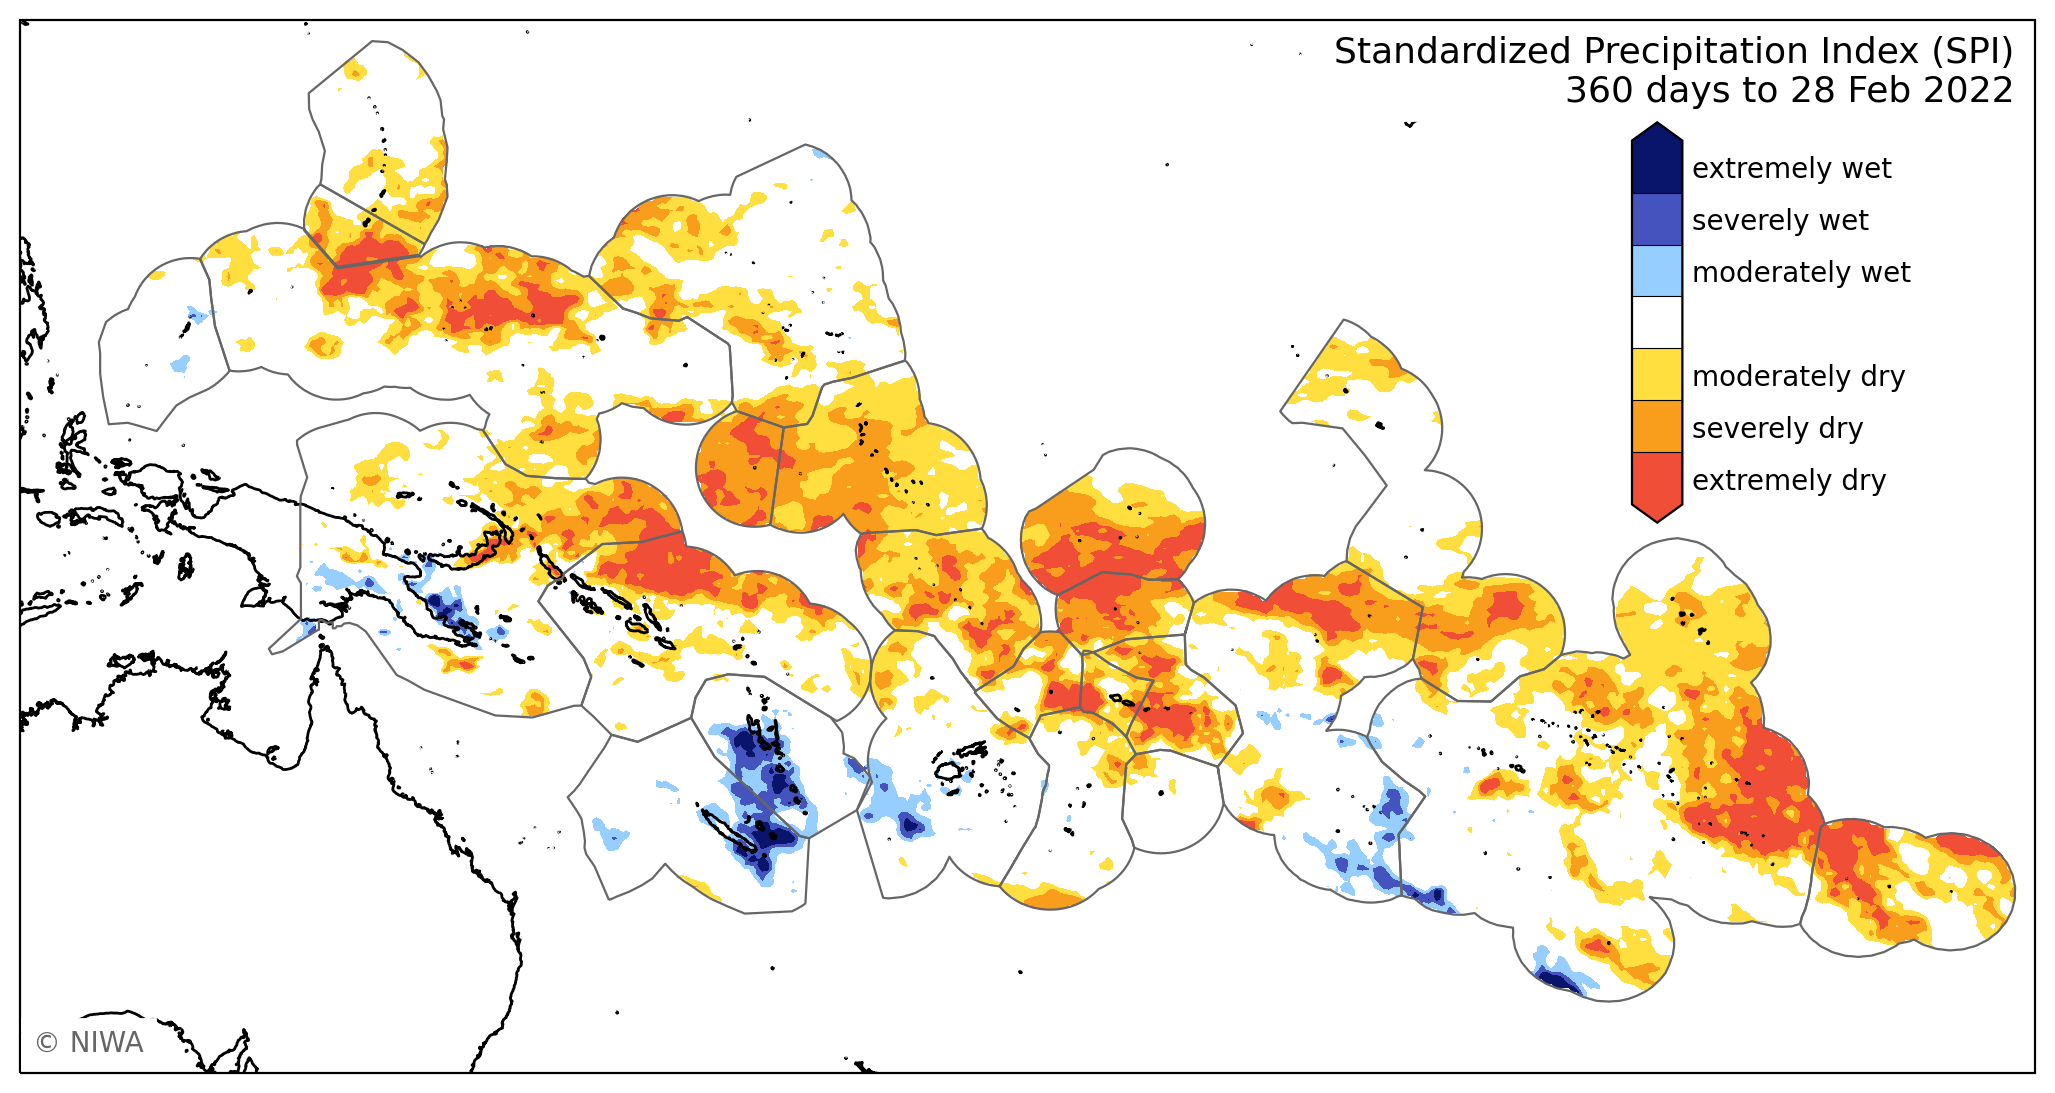 Standardized Precipitation Index (SPI)
360 days to 28 Feb 2022
extremely wet
severely wet
moderately wet
moderately dry
severely dry
extremely dry
© NIWA